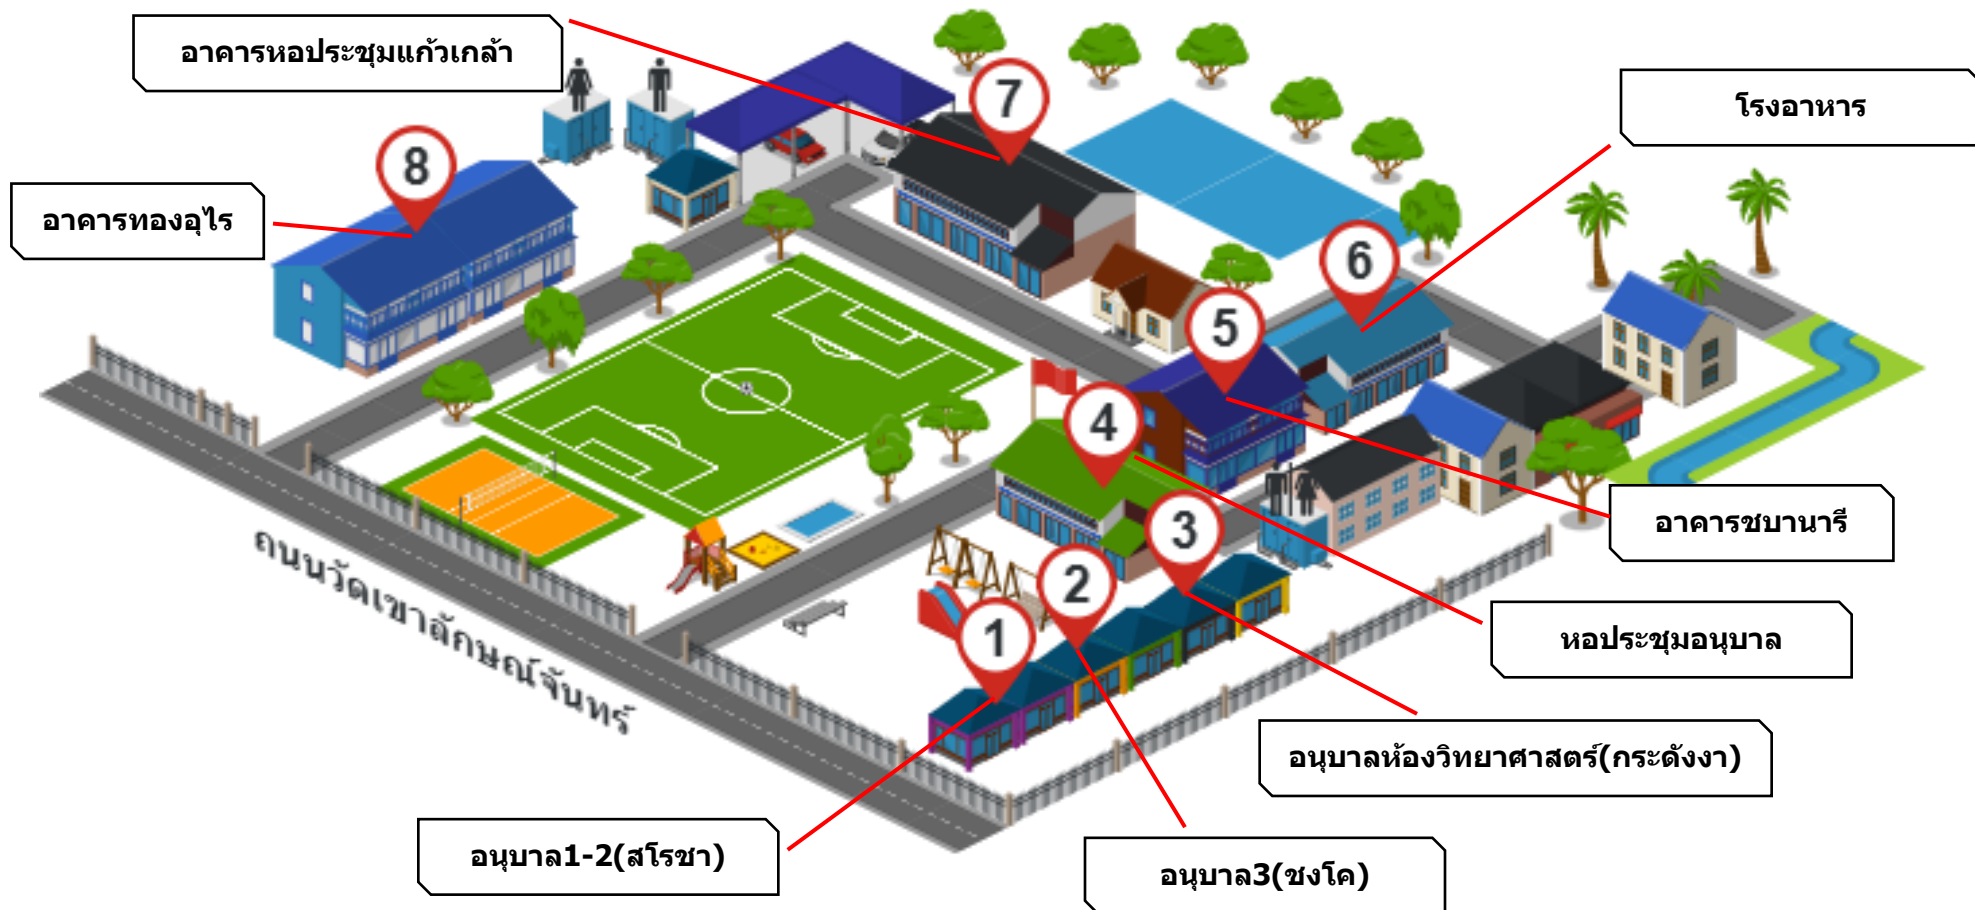 อาคารหอประชุมแก้วเกล้า
7
โรงอาหาร
8
อาคารทองอุไร
6
5
4
อาคารชบานารี
3
ถนนวัดเขาลักษณ์จันทร์
2
1
หอประชุมอนุบาล
อนุบาลห้องวิทยาศาสตร์(กระดังงา)
อนุบาล1-2(สโรชา)
อนุบาล3(ชงโค)